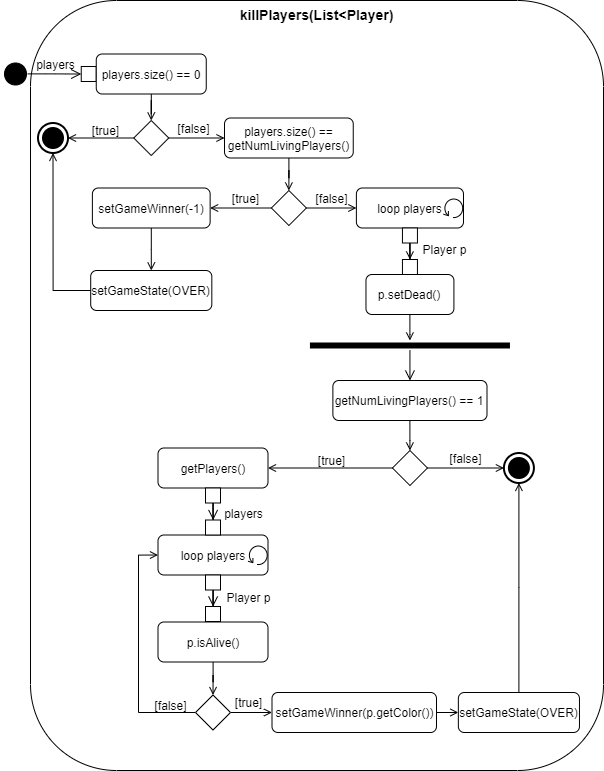 killPlayers(List<Player)
players
players.size() == 0
[true]
[false]
players.size() ==
getNumLivingPlayers()
[true]
[false]
setGameWinner(-1)
loop players
Player p
setGameState(OVER)
p.setDead()
getNumLivingPlayers() == 1
[true]
[false]
getPlayers()
players
loop players
Player p
p.isAlive()
[false]
[true]
setGameWinner(p.getColor())
setGameState(OVER)